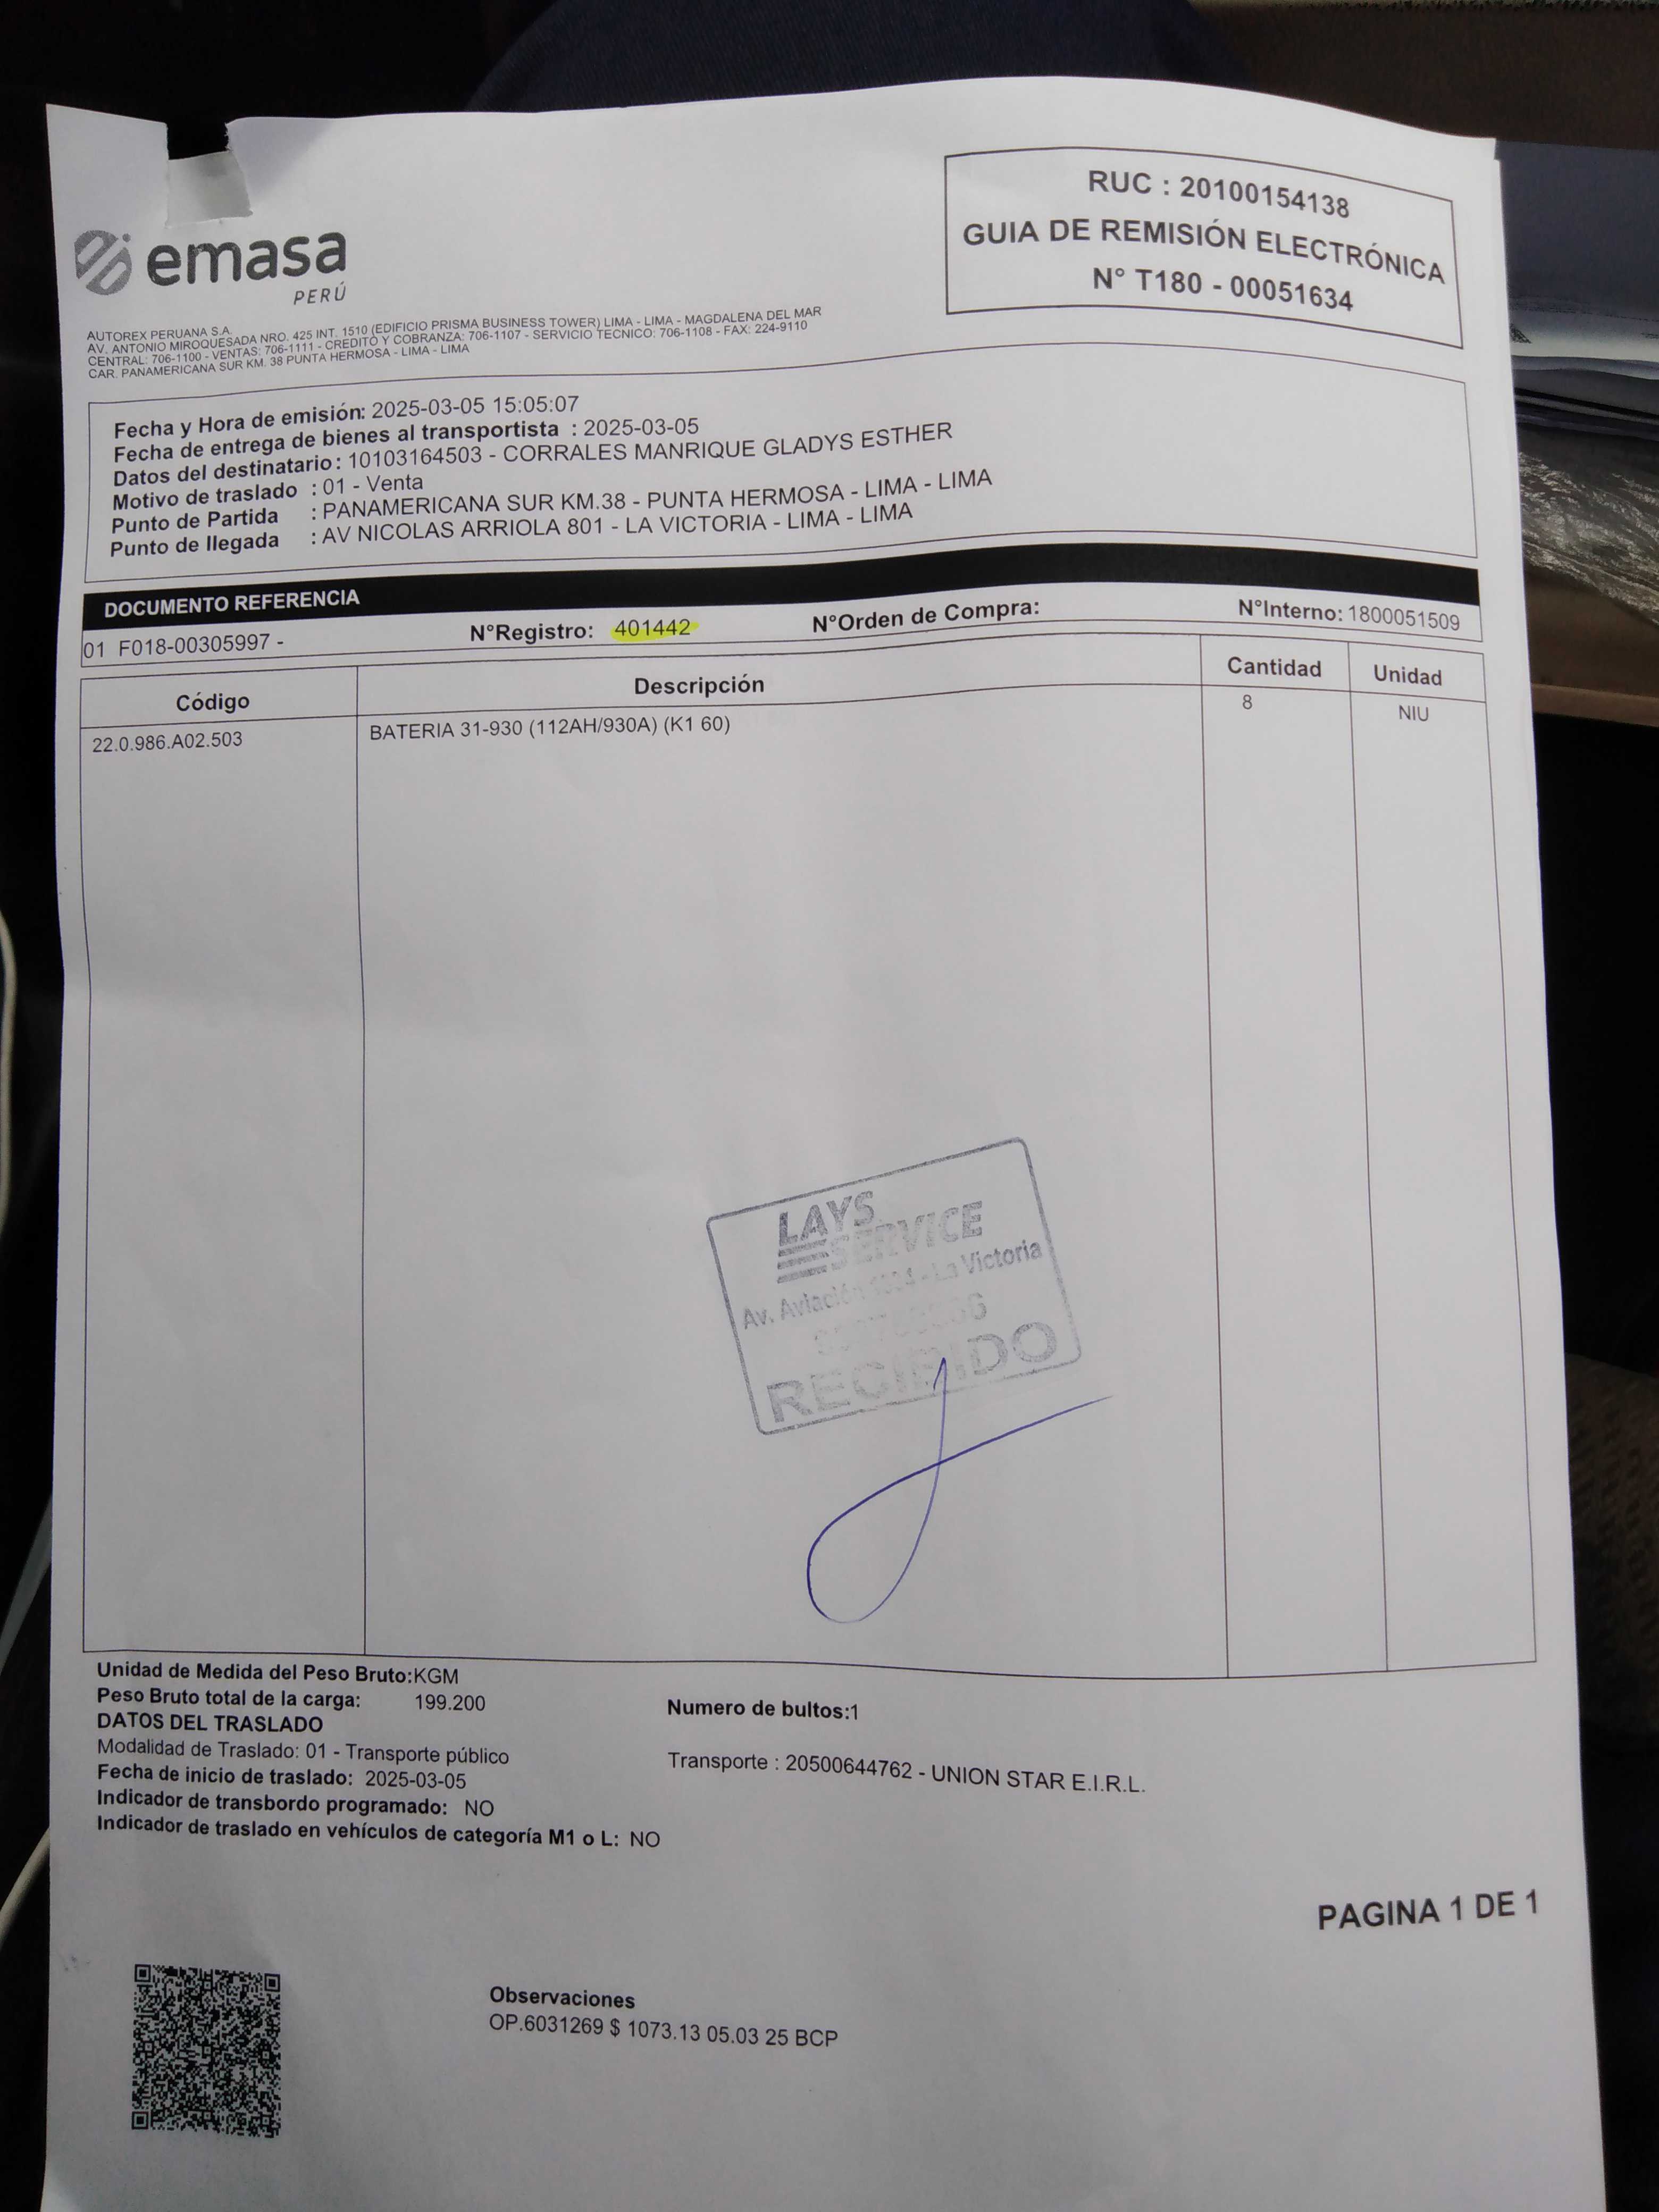 RUC : 20100154138
GUIA DE REMISIÓN ELECTRÓNICA
N° T180 - 00051634
emasa
PERÚ
AUTOREX PERUANA S.A.
AV. ANTONIO MIROQUESADA NRO. 425 INT. 1510 (EDIFICIO PRISMA BUSINESS TOWER) LIMA - LIMA - MAGDALENA DEL MAR
CENTRAL: 706-1100 - VENTAS: 706-1111 - CREDITO Y COBRANZA: 706-1107 - SERVICIO TECNICO: 706-1108 - FAX: 224-9110
CAR. PANAMERICANA SUR KM. 38 PUNTA HERMOSA - LIMA - LIMA
Fecha y Hora de emisión: 2025-03-05 15:05:07
Fecha de entrega de bienes al transportista : 2025-03-05
Datos del destinatario: 10103164503 - CORRALES MANRIQUE GLADYS ESTHER
Motivo de traslado : 01 - Venta
Punto de Partida : PANAMERICANA SUR KM.38 - PUNTA HERMOSA - LIMA - LIMA
Punto de llegada : AV NICOLAS ARRIOLA 801 - LA VICTORIA - LIMA - LIMA
DOCUMENTO REFERENCIA
01 F018-00305997 - N°Registro: 401442 N°Orden de Compra: N°Interno: 1800051509
Código Descripción Cantidad Unidad
22.0.986.A02.503 BATERIA 31-930 (112AH/930A) (K1 60) 8 NIU
LAYS
SERVICE
Av. Aviación - La Victoria
RECIBIDO
Unidad de Medida del Peso Bruto:KGM
Peso Bruto total de la carga: 199.200 Numero de bultos:1
DATOS DEL TRASLADO
Modalidad de Traslado: 01 - Transporte público Transporte : 20500644762 - UNION STAR E.I.R.L.
Fecha de inicio de traslado: 2025-03-05
Indicador de transbordo programado: NO
Indicador de traslado en vehículos de categoría M1 o L: NO
PAGINA 1 DE 1
Observaciones
OP.6031269 $ 1073.13 05.03 25 BCP